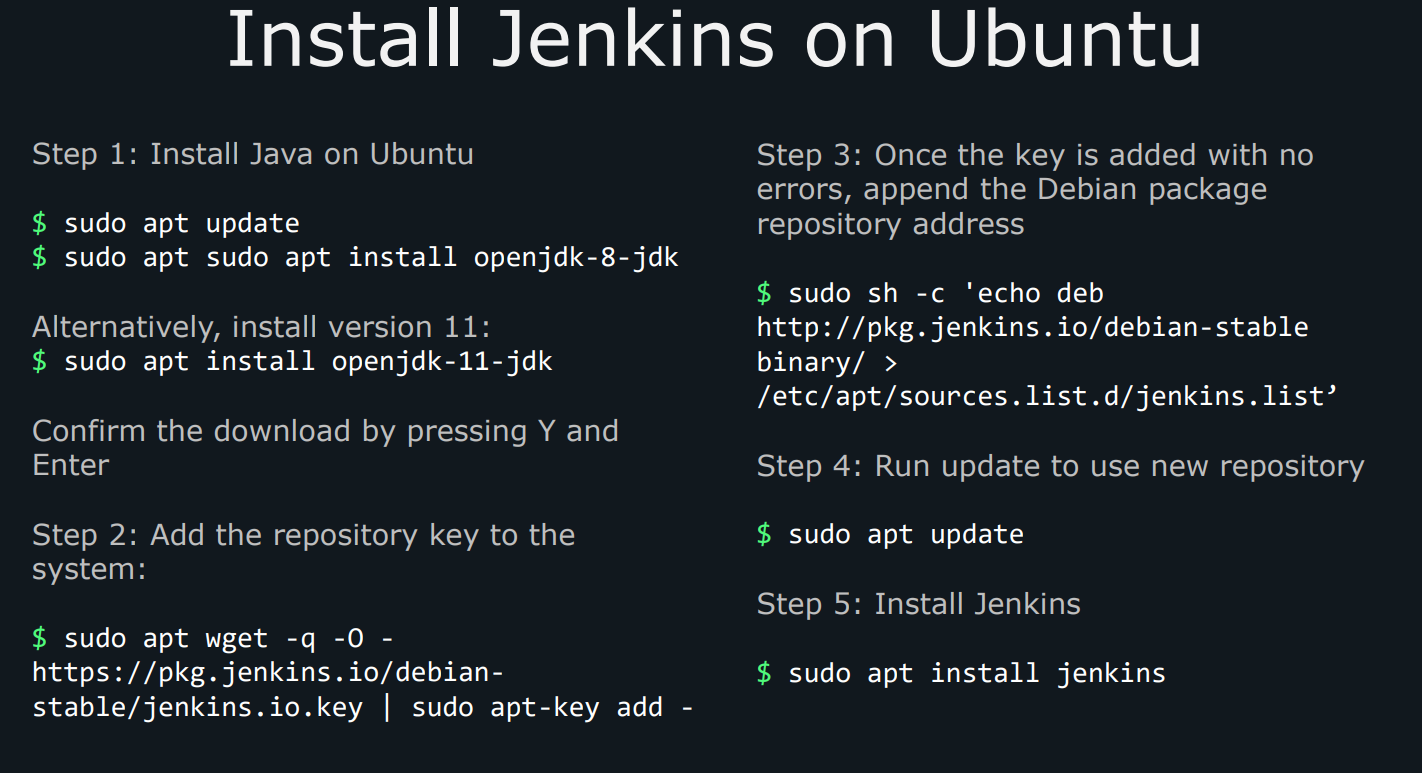 Install Jenkins on Ubuntu
Step 1: Install Java on Ubuntu
$ sudo apt update
$ sudo apt sudo apt install openjdk-8-jdk
Alternatively, install version 11:
$ sudo apt install openjdk-11-jdk
Confirm the download by pressing Y and
Enter
Step 2: Add the repository key to the
system:
$ sudo apt wget -q -O -
https://pkg.jenkins.io/debian-
stable/jenkins.io.key | sudo apt-key add -
Step 3: Once the key is added with no
errors, append the Debian package
repository address
$ sudo sh -c 'echo deb
http://pkg.jenkins.io/debian-stable
binary/ >
/etc/apt/sources.list.d/jenkins.list’
Step 4: Run update to use new repository
$ sudo apt update
Step 5: Install Jenkins
$ sudo apt install jenkins